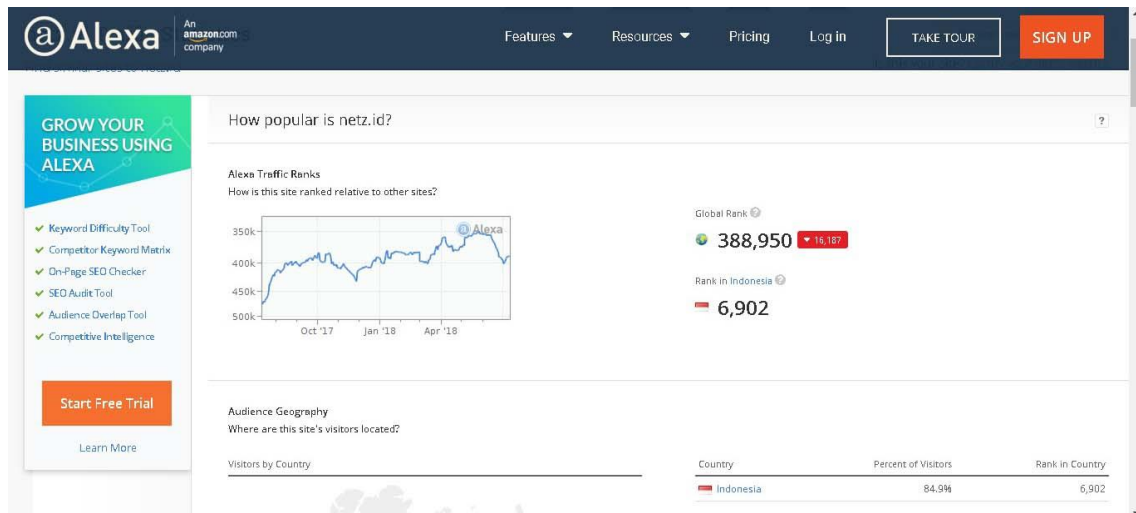 Alexa
An
amazon.com
company
Features
Resources
Pricing
Log in
TAKE TOUR
SIGN UP
GROW YOUR
BUSINESS USING
ALEXA
Keyword Difficulty Tool
Competitor Keyword Matrix
On-Page SEO Checker
SEO Audit Tool
Audience Overlap Tool
Competitive Intelligence
Start Free Trial
Learn More
How popular is netz.id?
?
Alexa Traffic Ranks
How is this site ranked relative to other sites?
Alexa
350k
400k
450k
500k
Oct '17 Jan '18 Apr '18
Global Rank
388,950 16,187
Rank in Indonesia
6,902
Audience Geography
Where are this site's visitors located?
Visitors by Country
Country Percent of Visitors Rank in Country
Indonesia 84.9% 6,902